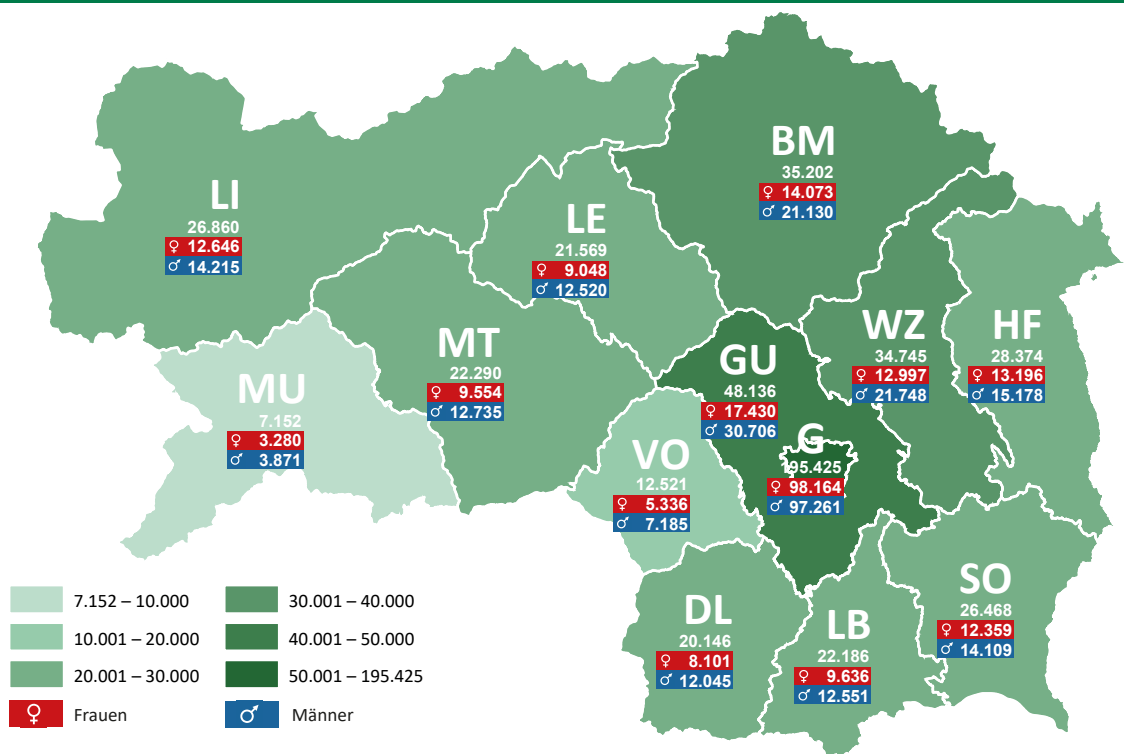 BM
35.202
♀ 14.073
♂ 21.130
LI
26.860
♀ 12.646
♂ 14.215
LE
21.569
♀ 9.048
♂ 12.520
WZ
34.745
♀ 12.997
♂ 21.748
HF
28.374
♀ 13.196
♂ 15.178
MT
22.290
♀ 9.554
♂ 12.735
GU
48.136
♀ 17.430
♂ 30.706
MU
7.152
♀ 3.280
♂ 3.871
G
195.425
♀ 98.164
♂ 97.261
VO
12.521
♀ 5.336
♂ 7.185
SO
26.468
♀ 12.359
♂ 14.109
DL
20.146
♀ 8.101
♂ 12.045
LB
22.186
♀ 9.636
♂ 12.551
7.152 – 10.000
10.001 – 20.000
20.001 – 30.000
30.001 – 40.000
40.001 – 50.000
50.001 – 195.425
♀ Frauen
♂ Männer